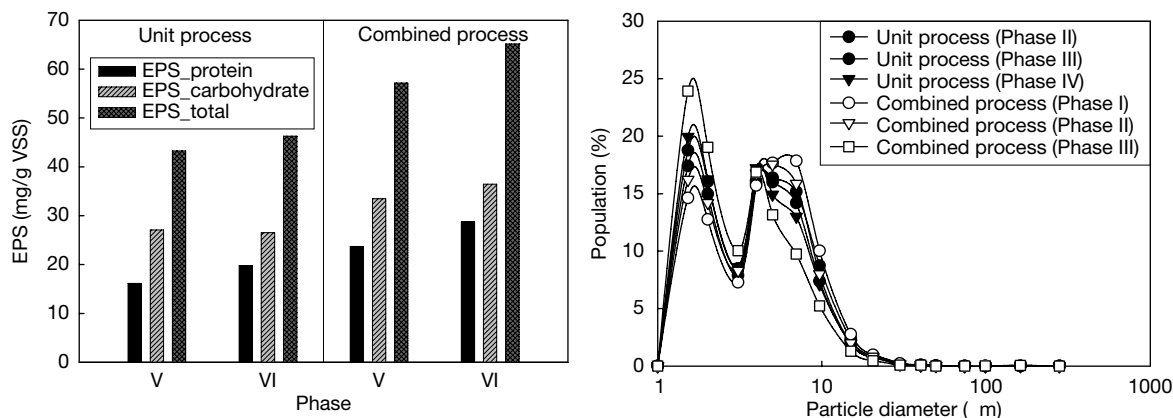 70
60
50
40
30
20
10
0
EPS (mg/g VSS)
Unit process
Combined process
EPS_protein
EPS_carbohydrate
EPS_total
V
VI
V
VI
Phase
30
25
20
15
10
5
0
Population (%)
Unit process (Phase II)
Unit process (Phase III)
Unit process (Phase IV)
Combined process (Phase I)
Combined process (Phase II)
Combined process (Phase III)
1
10
100
1000
Particle diameter (_m)